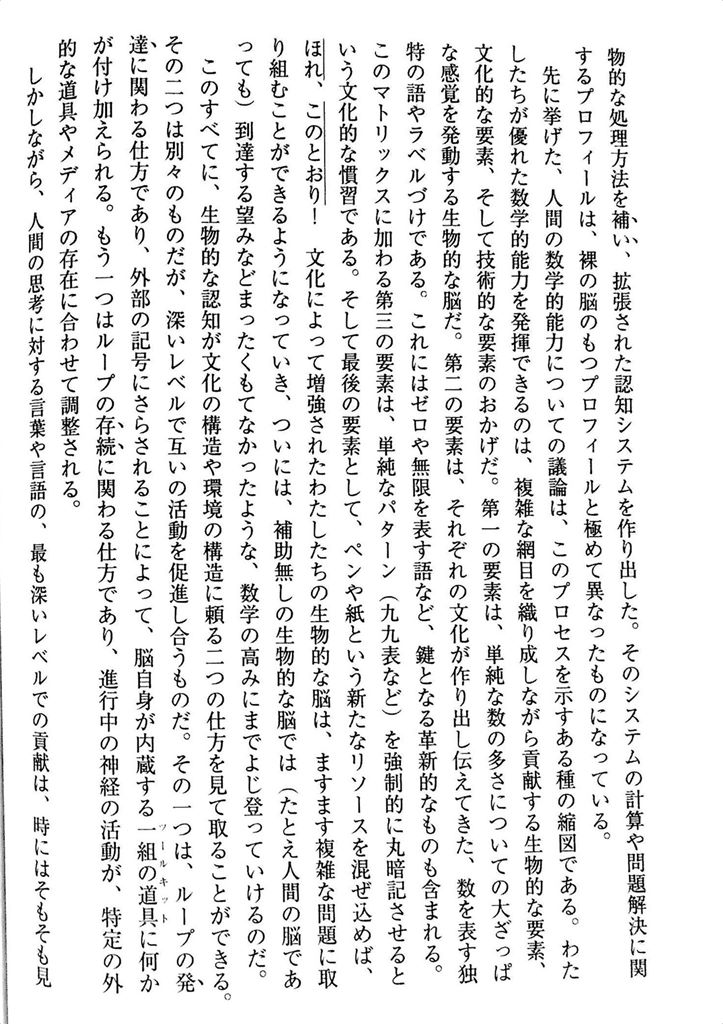 物的な処理方法を補い、拡張された認知システムを作り出した。そのシステムの計算や問題解決に関
するプロフィールは、裸の脳のもつプロフィールと極めて異なったものになっている。
先に挙げた、人間の数学的能力についての議論は、このプロセスを示すある種の縮図である。わた
したちが優れた数学的能力を発揮できるのは、複雑な網目を織り成しながら貢献する生物的な要素、
文化的な要素、そして技術的な要素のおかげだ。第一の要素は、単純な数の多さについての大ざっぱ
な感覚を発動する生物的な脳だ。第二の要素は、それぞれの文化が作り出し伝えてきた、数を表す独
特の語やラベルづけである。これにはゼロや無限を表す語など、鍵となる革新的なものも含まれる。
このマトリックスに加わる第三の要素は、単純なパターン（九九表など）を強制的に丸暗記させると
いう文化的な慣習である。そして最後の要素として、ペンや紙という新たなリソースを混ぜ込めば、
ほれ、このとおり！　文化によって増強されたわたしたちの生物的な脳は、ますます複雑な問題に取
り組むことができるようになっていき、ついには、補助無しの生物的な脳では（たとえ人間の脳であ
っても）到達する望みなどまったくもてなかったような、数学の高みにまでよじ登っていけるのだ。
このすべてに、生物的な認知が文化の構造や環境の構造に頼る二つの仕方を見て取ることができる。
その二つは別々のものだが、深いレベルで互いの活動を促進し合うものだ。その一つは、ループの発
達に関わる仕方であり、外部の記号にさらされることによって、脳自身が内蔵する一組の道具に何か
ツールキット
が付け加えられる。もう一つはループの存続に関わる仕方であり、進行中の神経の活動が、特定の外
的な道具やメディアの存在に合わせて調整される。
しかしながら、人間の思考に対する言葉や言語の、最も深いレベルでの貢献は、時にはそもそも見